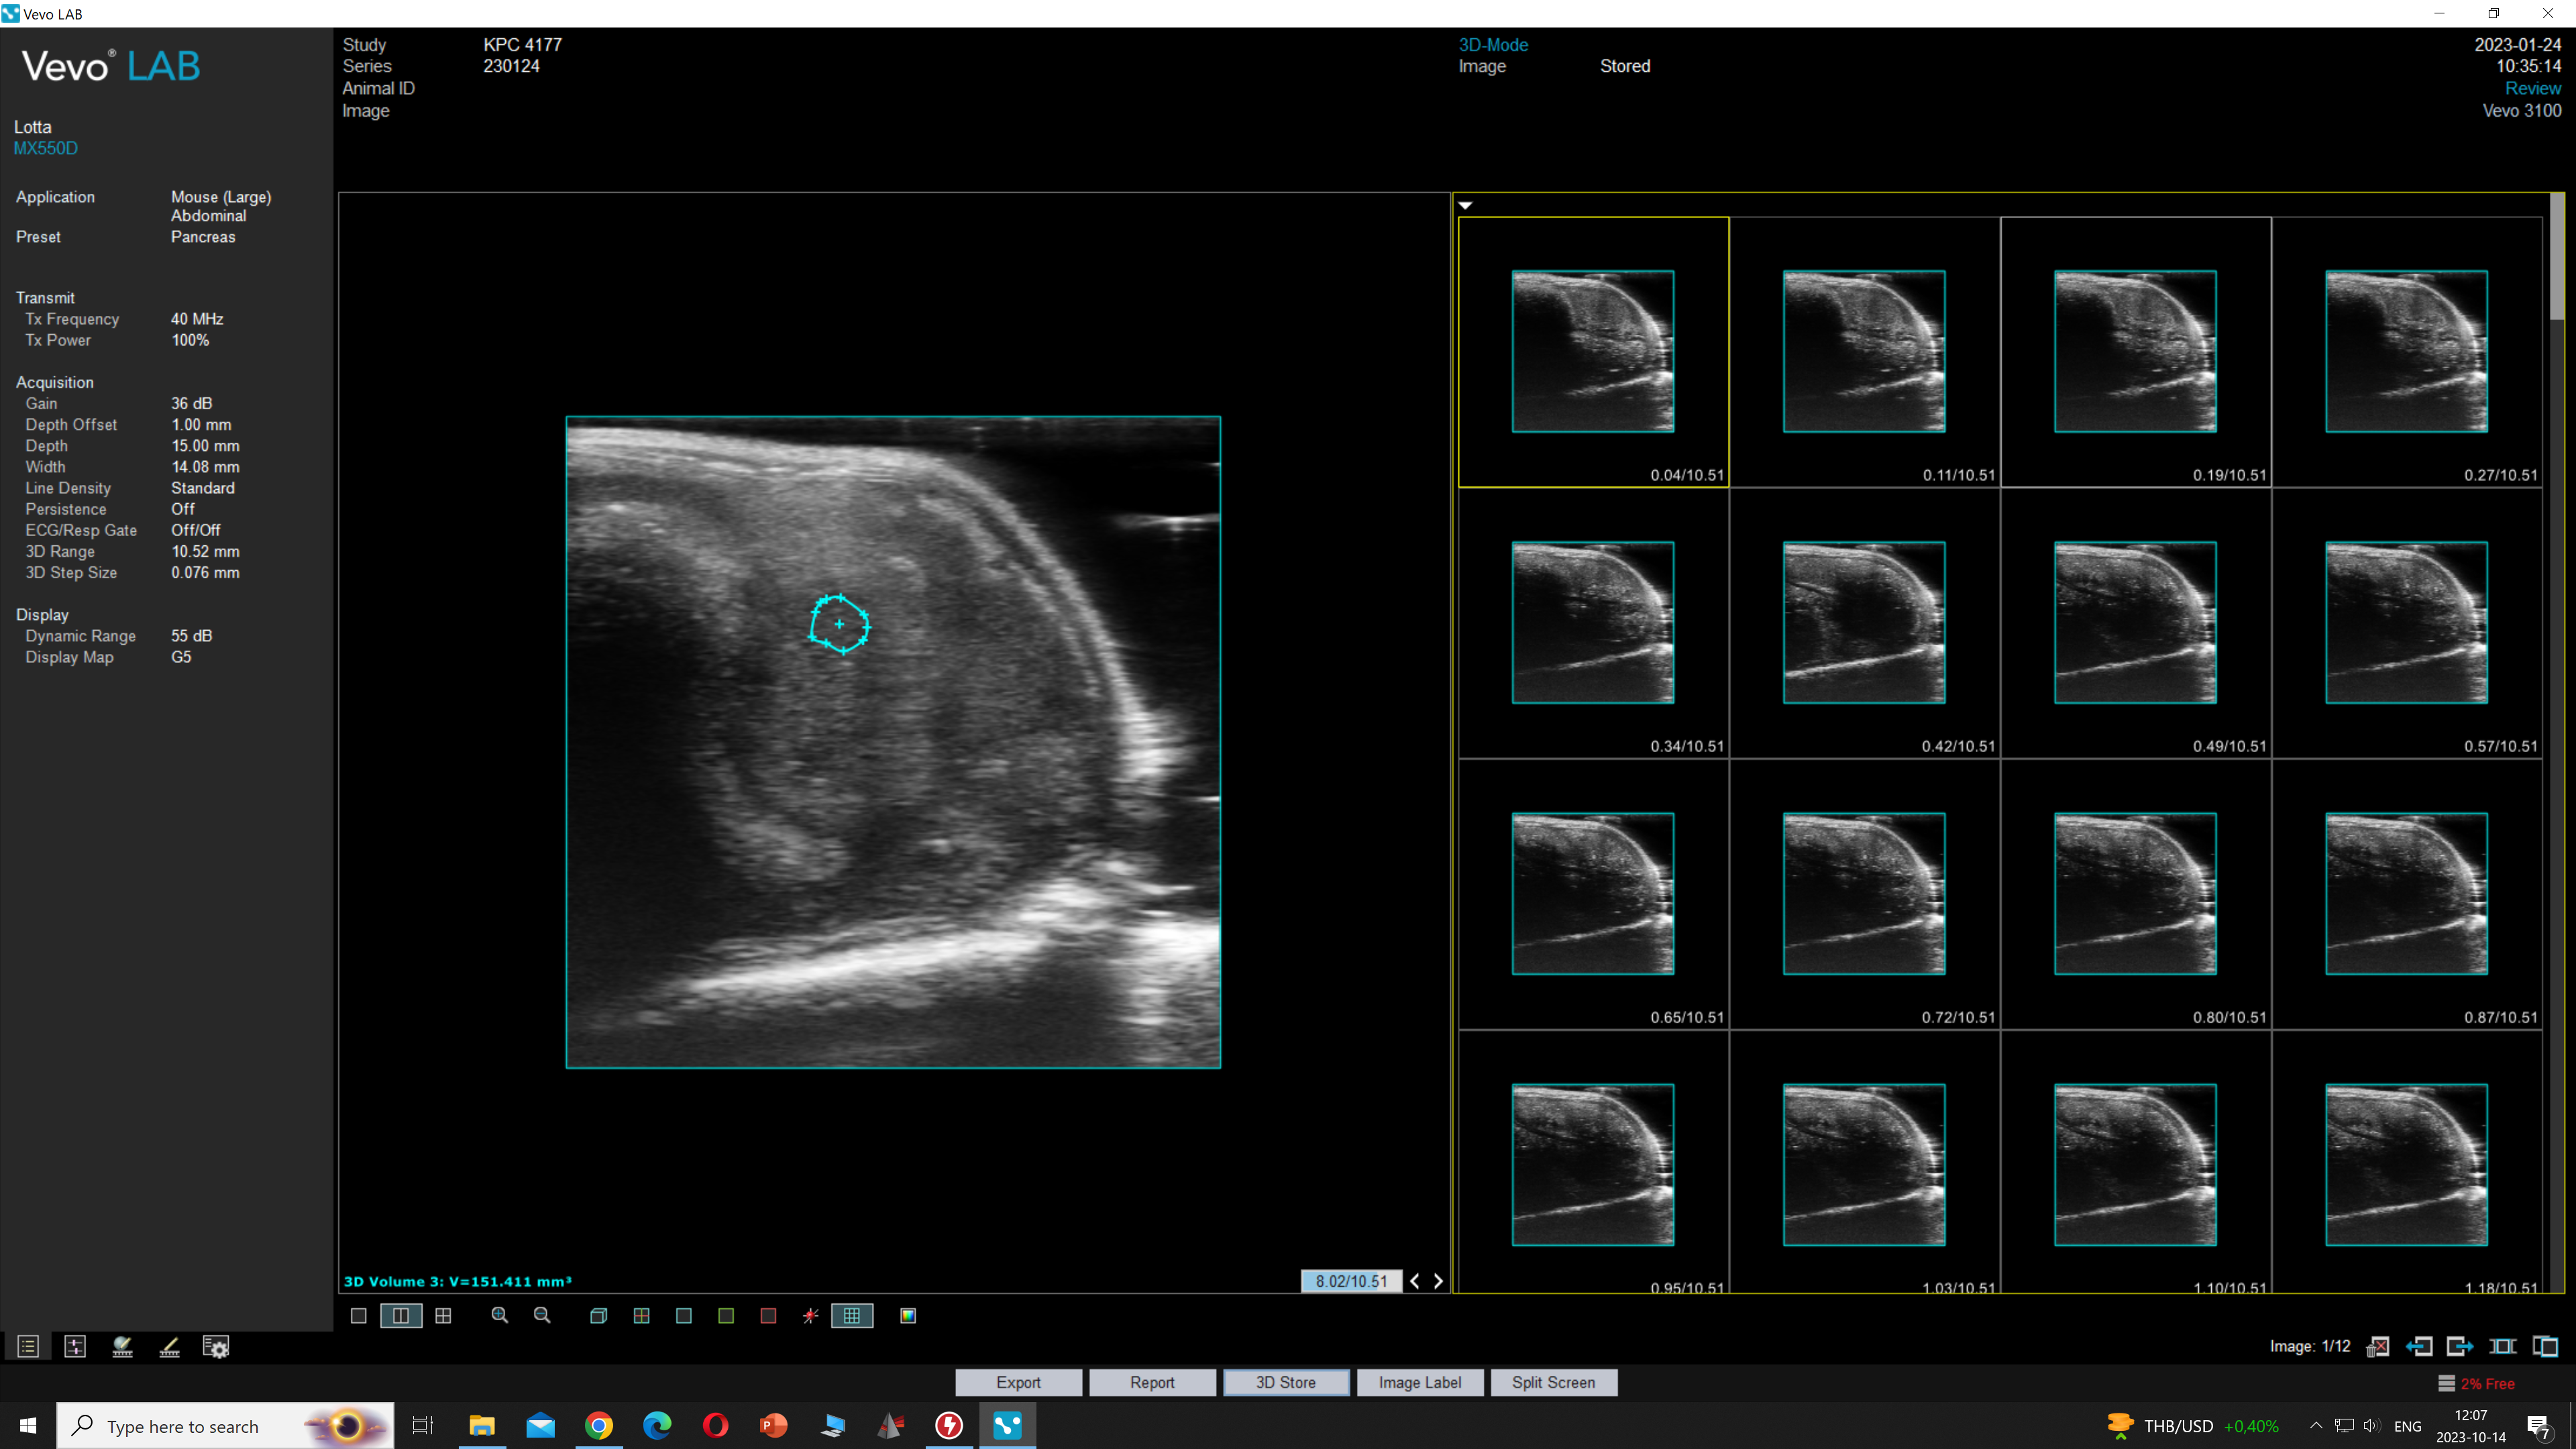 Vevo LAB
Vevo® LAB
Study KPC 4177
Series 230124
Animal ID
Image
3D-Mode
Image Stored
2023-01-24
10:35:14
Review
Vevo 3100
Lotta
MX550D
Application Mouse (Large)
Abdominal
Preset Pancreas
Transmit
Tx Frequency 40 MHz
Tx Power 100%
Acquisition
Gain 36 dB
Depth Offset 1.00 mm
Depth 15.00 mm
Width 14.08 mm
Line Density Standard
Persistence Off
ECG/Resp Gate Off/Off
3D Range 10.52 mm
3D Step Size 0.076 mm
Display
Dynamic Range 55 dB
Display Map G5
0.04/10.51 0.11/10.51 0.19/10.51 0.27/10.51
0.34/10.51 0.42/10.51 0.49/10.51 0.57/10.51
0.65/10.51 0.72/10.51 0.80/10.51 0.87/10.51
0.95/10.51 1.03/10.51 1.10/10.51 1.18/10.51
3D Volume 3: V=151.411 mm³
8.02/10.51
Image: 1/12
Export Report 3D Store Image Label Split Screen
2% Free
Type here to search
THB/USD +0,40%
ENG
12:07
2023-10-14
7